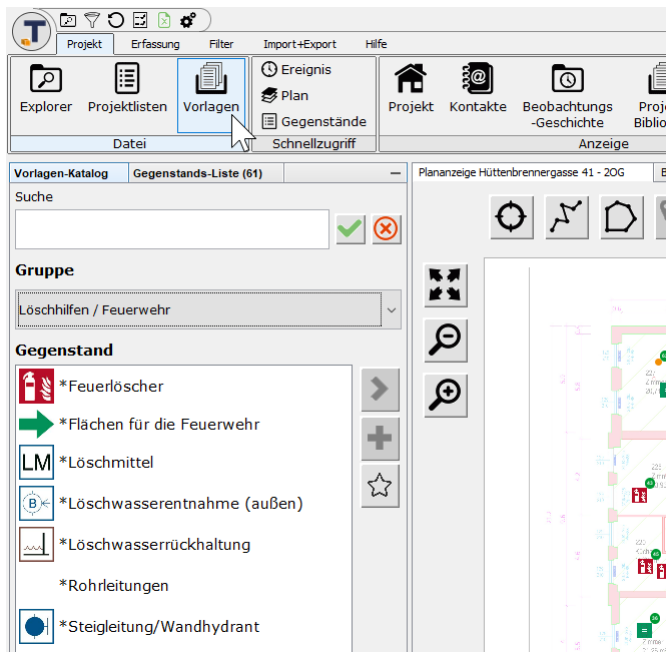 T
Projekt Erfassung Filter Import+Export Hilfe
Explorer Projektlisten Vorlagen
Ereignis
Plan
Gegenstände
Projekt Kontakte Beobachtungs
-Geschichte
Datei Schnellzugriff Anzeige
Vorlagen-Katalog Gegenstands-Liste (61)
Plananzeige Hüttenbrennergasse 41 - 2OG
Suche
Gruppe
Löschhilfen / Feuerwehr
Gegenstand
*Feuerlöscher
*Flächen für die Feuerwehr
LM *Löschmittel
B *Löschwasserentnahme (außen)
*Löschwasserrückhaltung
*Rohrleitungen
*Steigleitung/Wandhydrant